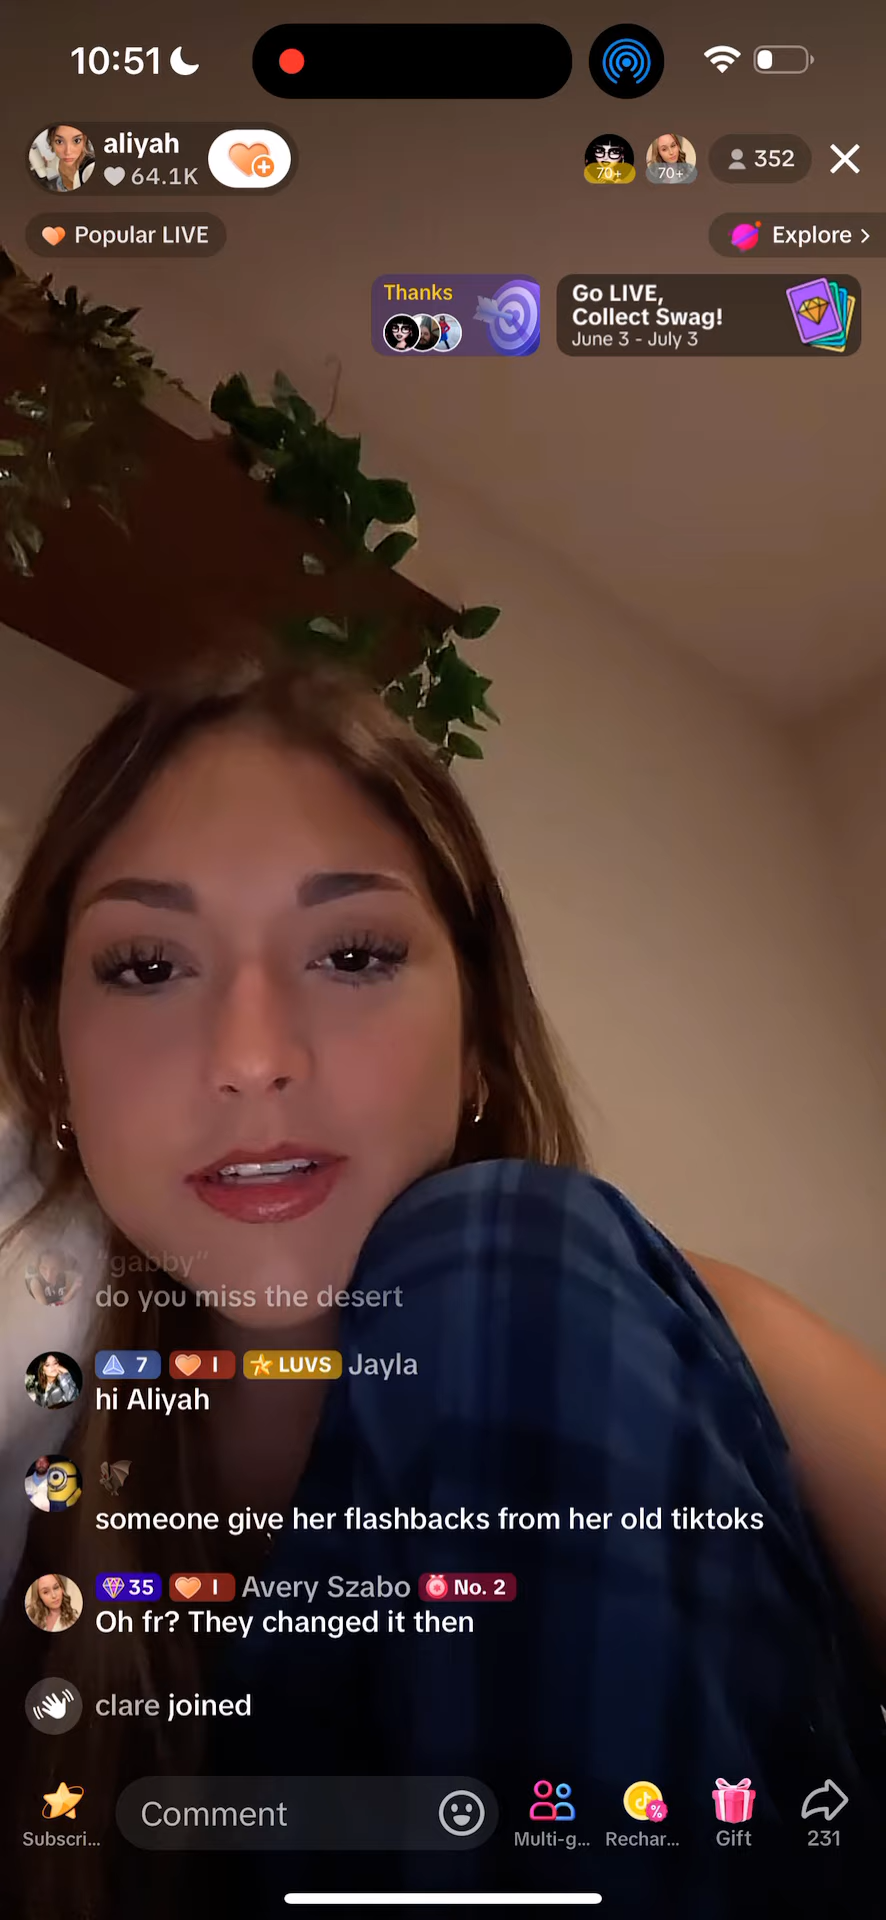 10:51
aliyah
64.1K
70+
70+
352
Popular LIVE
Explore >
Thanks
Go LIVE,
Collect Swag!
June 3 - July 3
"gabby"
do you miss the desert
7 I LUVS Jayla
hi Aliyah
someone give her flashbacks from her old tiktoks
35 I Avery Szabo No. 2
Oh fr? They changed it then
clare joined
Comment
Subscri...
Multi-g...
Rechar...
Gift
231